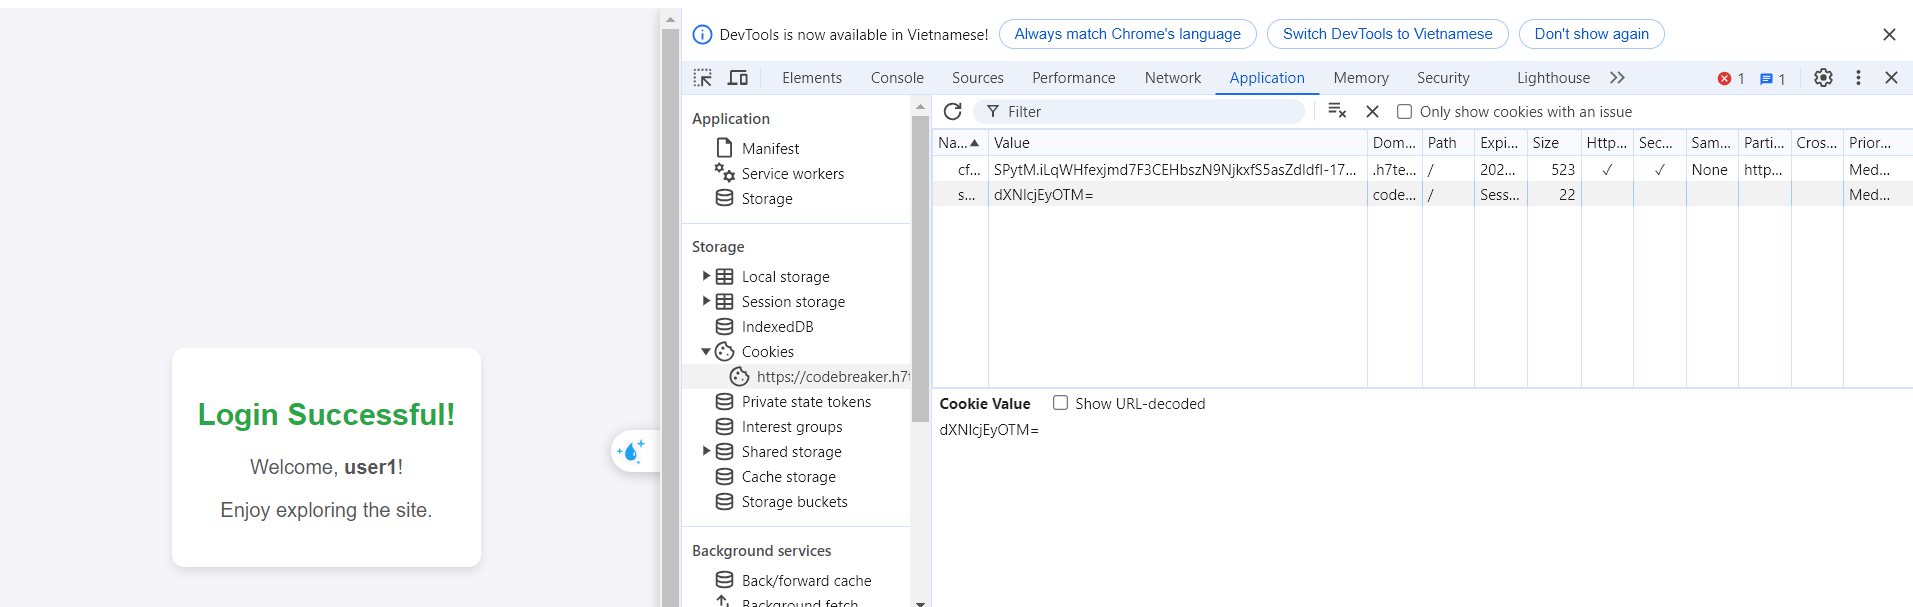 Login Successful!
Welcome, user1!
Enjoy exploring the site.
DevTools is now available in Vietnamese!
Always match Chrome's language
Switch DevTools to Vietnamese
Don't show again
Elements
Console
Sources
Performance
Network
Application
Memory
Security
Lighthouse
1
1
Application
Manifest
Service workers
Storage
Storage
Local storage
Session storage
IndexedDB
Cookies
https://codebreaker.h7t
Private state tokens
Interest groups
Shared storage
Cache storage
Storage buckets
Background services
Back/forward cache
Background fetch
Filter
Only show cookies with an issue
Na... Value Dom... Path Expi... Size Http... Sec... Sam... Parti... Cros... Prior...
cf... SPytM.iLqWHfexjmd7F3CEHbszN9NjkxfS5asZdIdfI-17... .h7te... / 202... 523 ✓ ✓ None http... Med...
s... dXNlcjEyOTM= code... / Sess... 22 Med...
Cookie Value
Show URL-decoded
dXNlcjEyOTM=